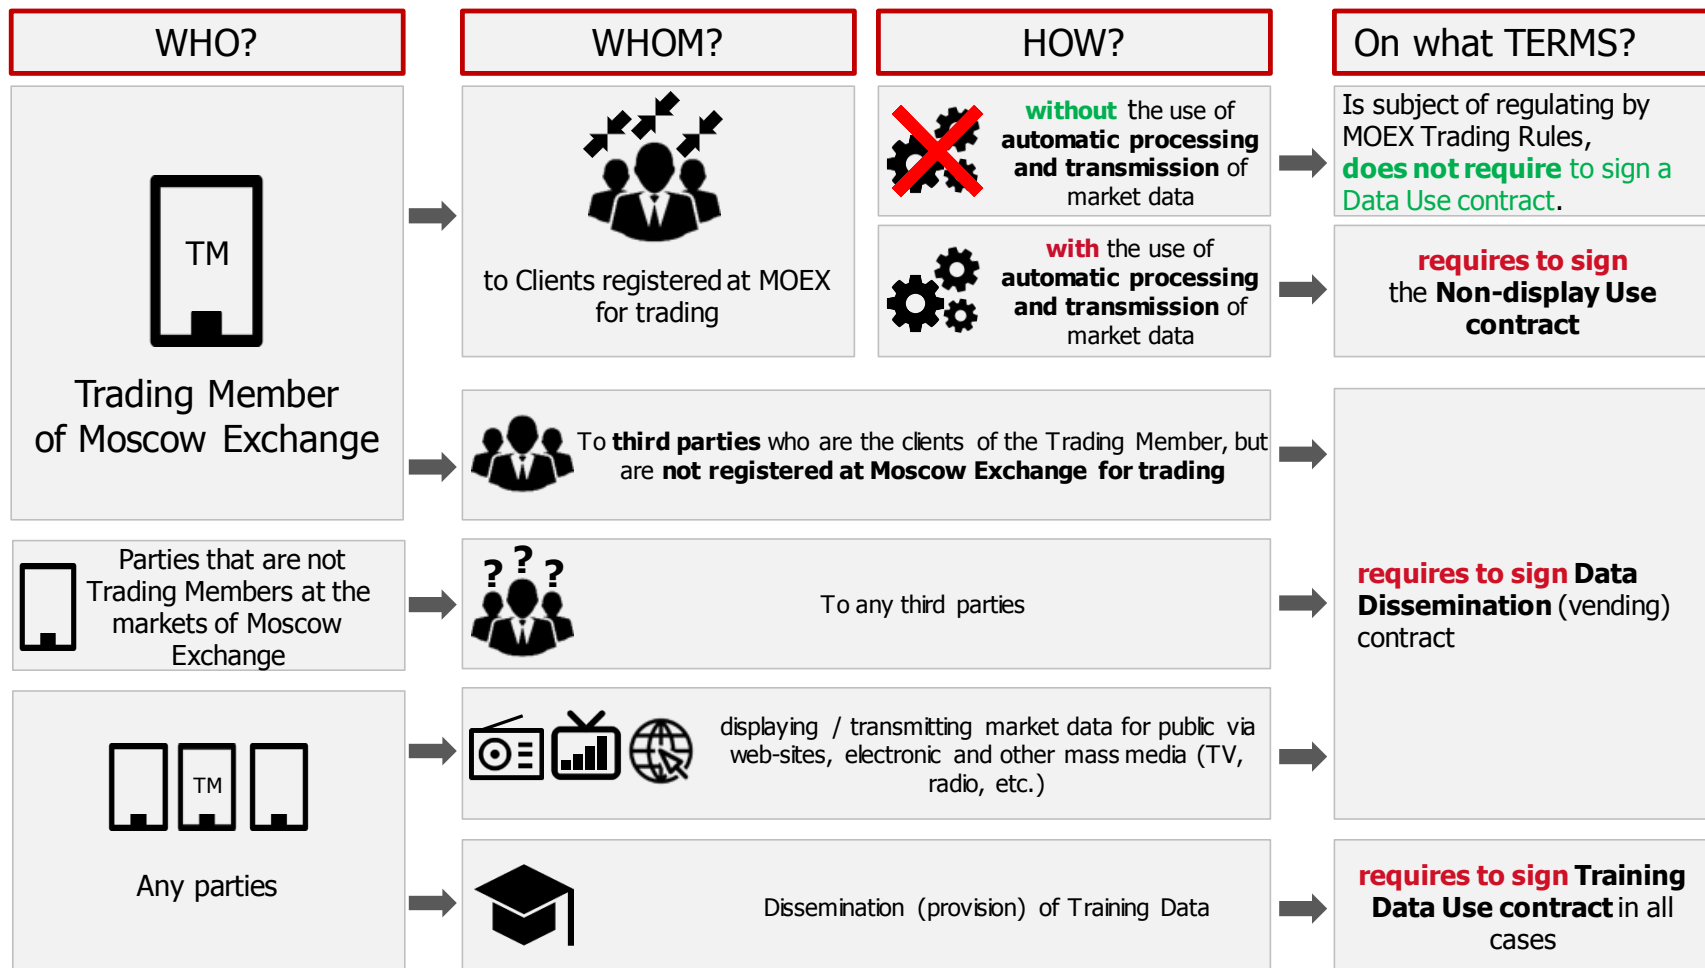 WHO?
WHOM?
HOW?
On what TERMS?
TM
Trading Member
of Moscow Exchange
to Clients registered at MOEX
for trading
without the use of
automatic processing
and transmission of
market data
Is subject of regulating by
MOEX Trading Rules,
does not require to sign a
Data Use contract.
with the use of
automatic processing
and transmission of
market data
requires to sign
the Non-display Use
contract
To third parties who are the clients of the Trading Member, but
are not registered at Moscow Exchange for trading
Parties that are not
Trading Members at the
markets of Moscow
Exchange
? ? ?
To any third parties
requires to sign Data
Dissemination (vending)
contract
TM
Any parties
displaying / transmitting market data for public via
web-sites, electronic and other mass media (TV,
radio, etc.)
Dissemination (provision) of Training Data
requires to sign Training
Data Use contract in all
cases